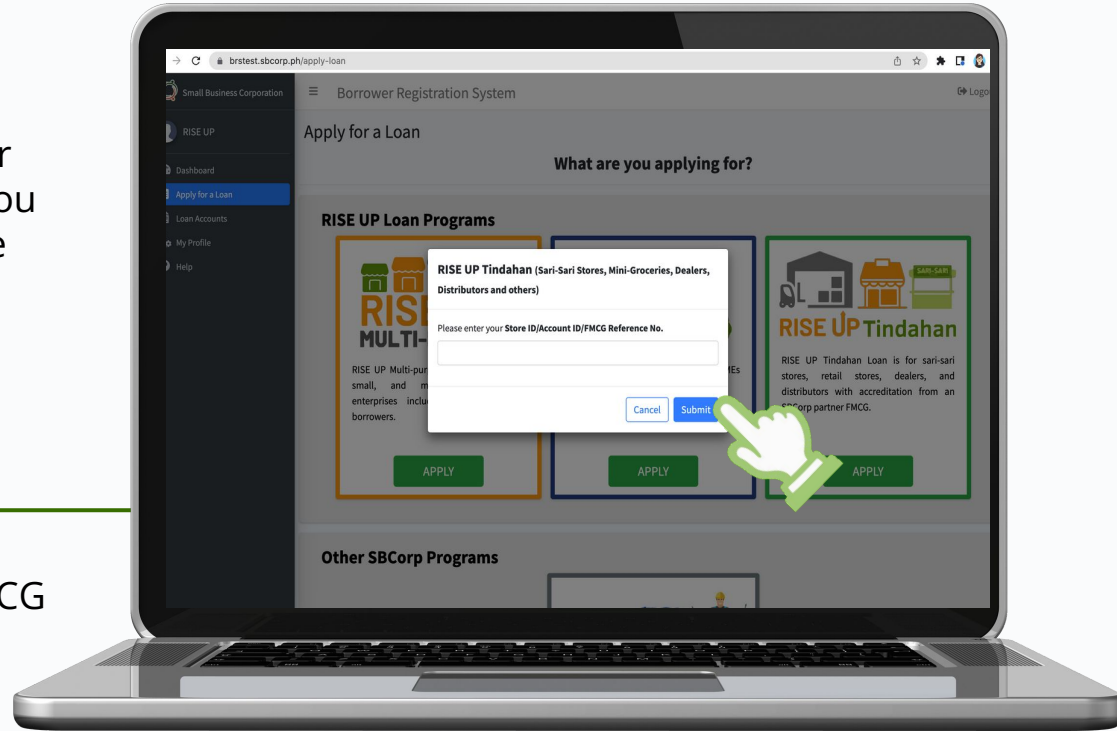 r
ou
e
CG
brstest.sbcorp.ph/apply-loan
Small Business Corporation
Borrower Registration System
Logo
RISE UP
Dashboard
Apply for a Loan
Loan Accounts
My Profile
Help
Apply for a Loan
What are you applying for?
RISE UP Loan Programs
RISE
MULTI-
RISE UP Multi-pur
small, and m
enterprises inclu
borrowers.
APPLY
RISE UP Tindahan (Sari-Sari Stores, Mini-Groceries, Dealers,
Distributors and others)
Please enter your Store ID/Account ID/FMCG Reference No.
Cancel
Submit
MEs
APPLY
SARI-SARI
RISE UP Tindahan
RISE UP Tindahan Loan is for sari-sari
stores, retail stores, dealers, and
distributors with accreditation from an
SBCorp partner FMCG.
APPLY
Other SBCorp Programs